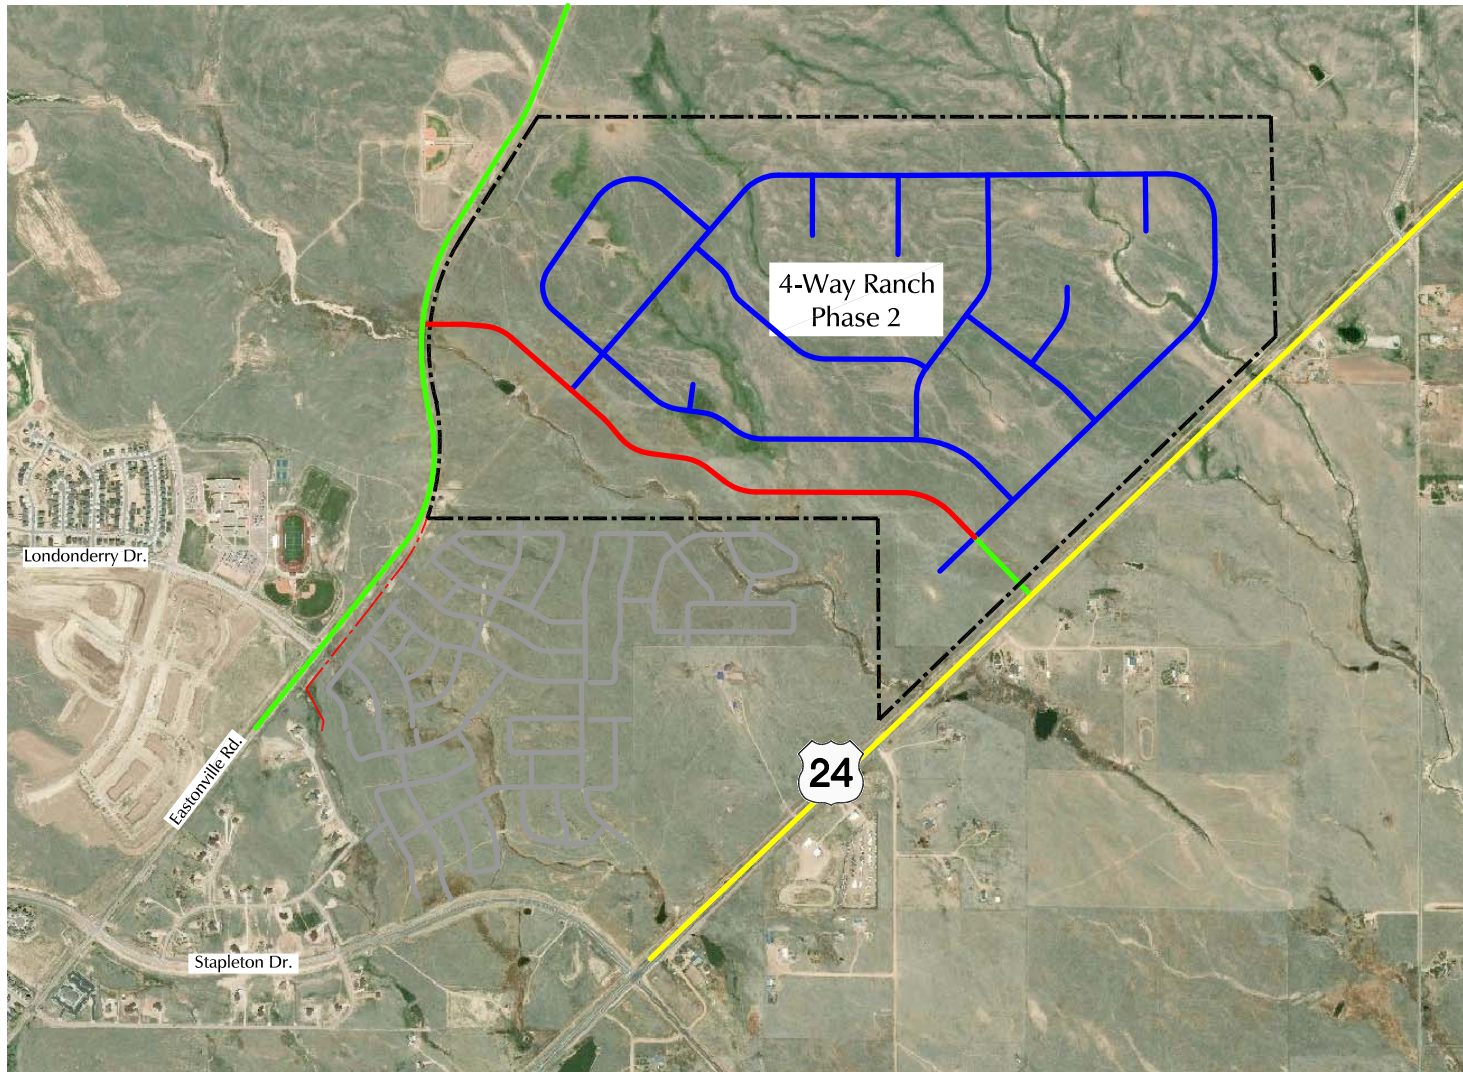 4-Way Ranch
Phase 2
Londonderry Dr.
Eastonville Rd.
24
Stapleton Dr.